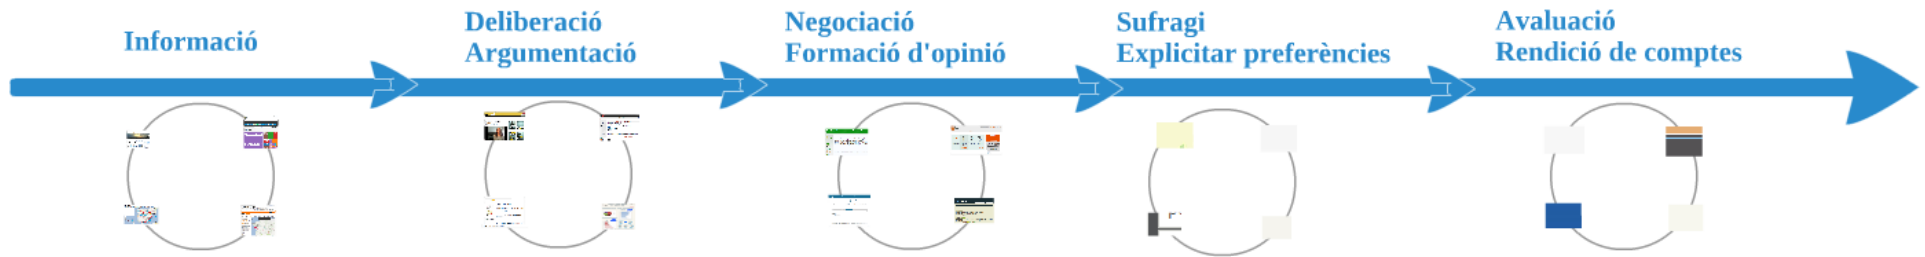 Informació
Deliberació
Argumentació
Negociació
Formació d'opinió
Sufragi
Explicitar preferències
Avaluació
Rendició de comptes